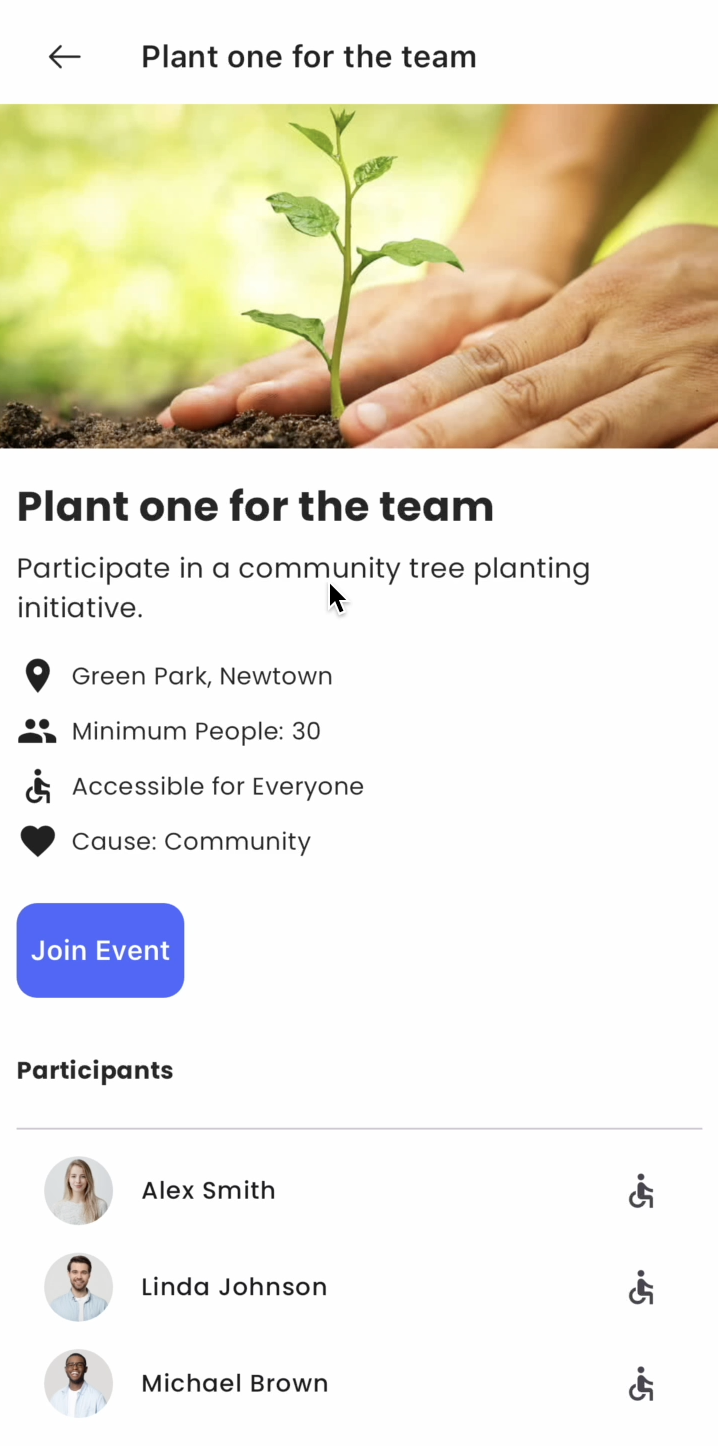 Plant one for the team
Plant one for the team
Participate in a community tree planting
initiative.
Green Park, Newtown
Minimum People: 30
Accessible for Everyone
Cause: Community
Join Event
Participants
Alex Smith
Linda Johnson
Michael Brown